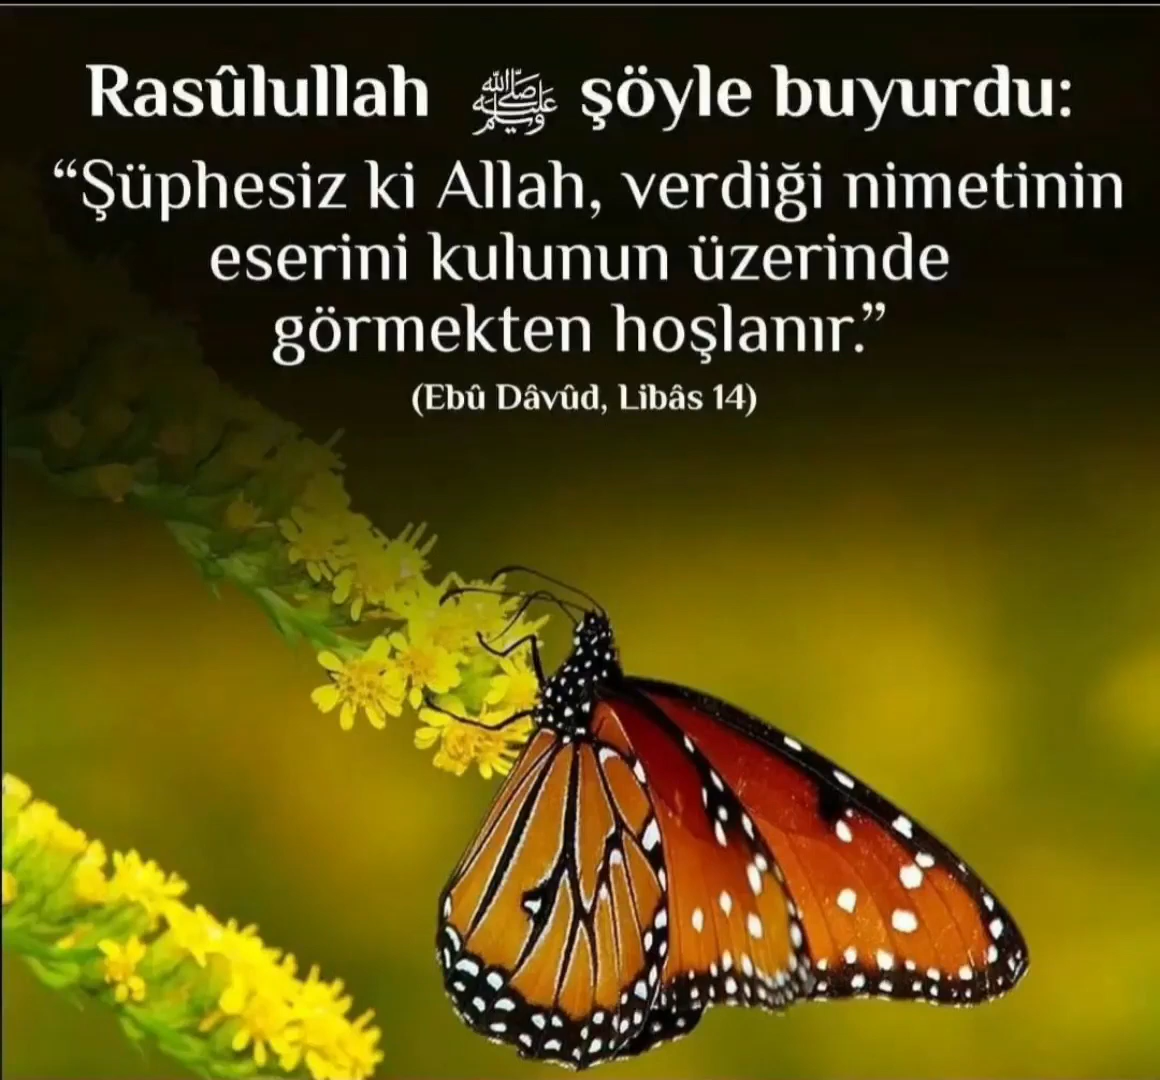 Rasûlullah ﷺ şöyle buyurdu:
“Şüphesiz ki Allah, verdiği nimetinin
eserini kulunun üzerinde
görmekten hoşlanır.”
(Ebû Dâvûd, Libâs 14)